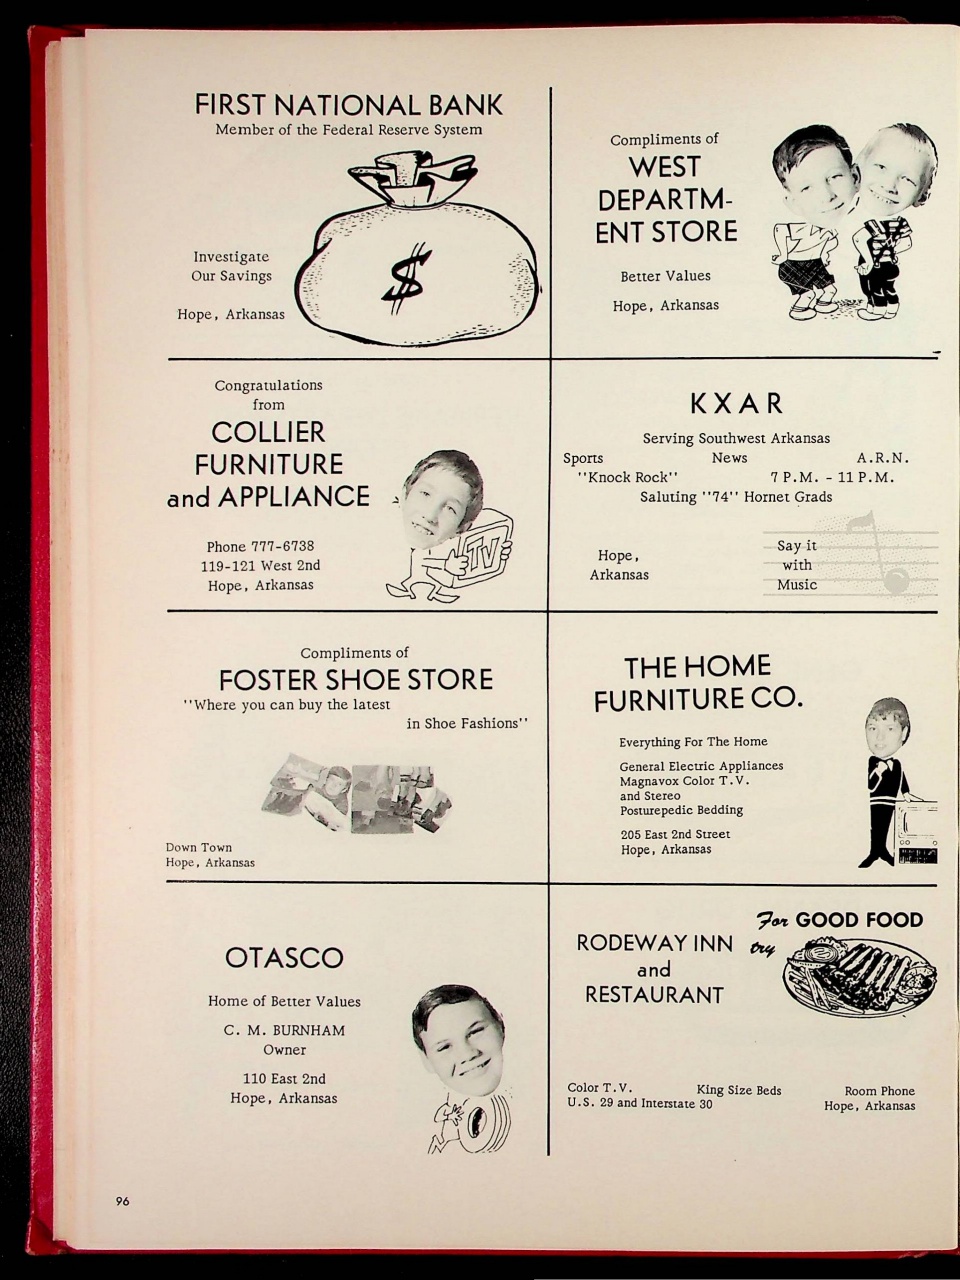 FIRST NATIONAL BANK
Member of the Federal Reserve System
Investigate
Our Savings
Hope, Arkansas
$
Compliments of
WEST
DEPARTM-
ENT STORE
Better Values
Hope, Arkansas
Congratulations
from
COLLIER
FURNITURE
and APPLIANCE
Phone 777-6738
119-121 West 2nd
Hope, Arkansas
TV
KXAR
Serving Southwest Arkansas
Sports News A.R.N.
"Knock Rock" 7 P.M. - 11 P.M.
Saluting "74" Hornet Grads
Hope,
Arkansas
Say it
with
Music
Compliments of
FOSTER SHOE STORE
"Where you can buy the latest
in Shoe Fashions"
Down Town
Hope, Arkansas
THE HOME
FURNITURE CO.
Everything For The Home
General Electric Appliances
Magnavox Color T.V.
and Stereo
Posturepedic Bedding
205 East 2nd Street
Hope, Arkansas
OTASCO
Home of Better Values
C. M. BURNHAM
Owner
110 East 2nd
Hope, Arkansas
For GOOD FOOD
try
RODEWAY INN
and
RESTAURANT
Color T.V. King Size Beds Room Phone
U.S. 29 and Interstate 30 Hope, Arkansas
96